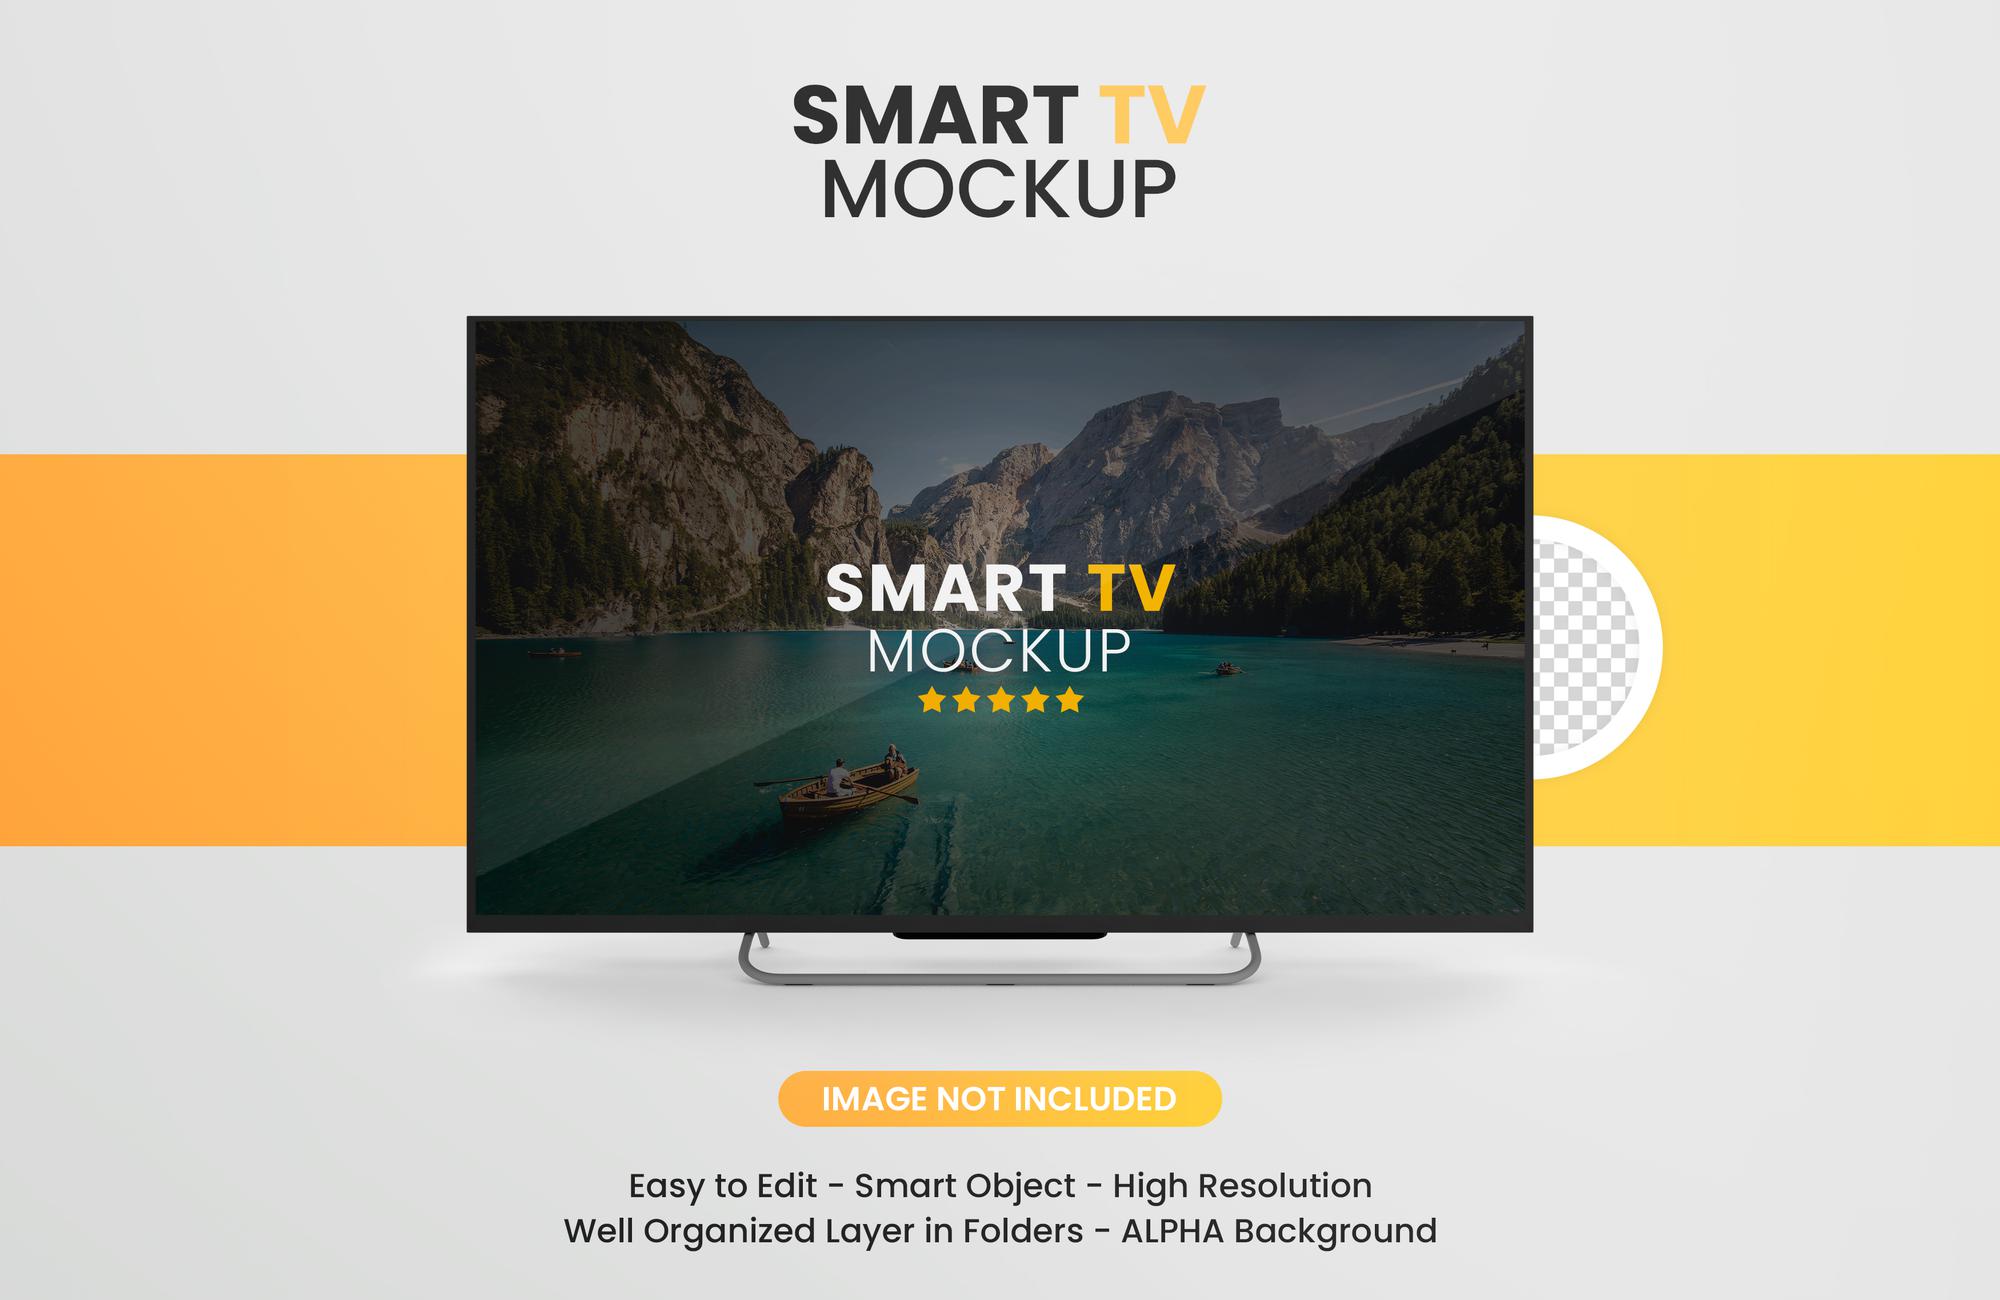 SMART TV
MOCKUP
SMART TV
MOCKUP
IMAGE NOT INCLUDED
Easy to Edit - Smart Object - High Resolution
Well Organized Layer in Folders - ALPHA Background